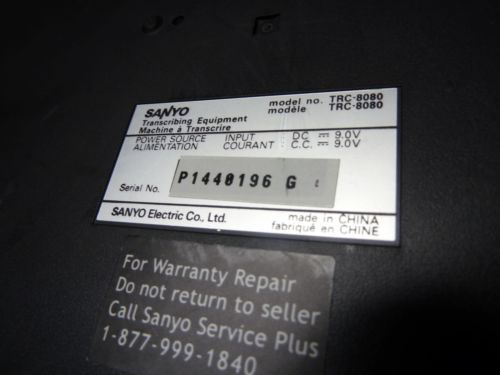 SANYO
model no. TRC-8080
modèle. TRC-8080
Transcribing Equipment
Machine à Transcrire
POWER SOURCE INPUT DC 9.0V
ALIMENTATION COURANT C.C. 9.0V
Serial No. P1440196 G
SANYO Electric Co., Ltd.
made in CHINA
fabriqué en CHINE
For Warranty Repair
Do not return to seller
Call Sanyo Service Plus
1-877-999-1840